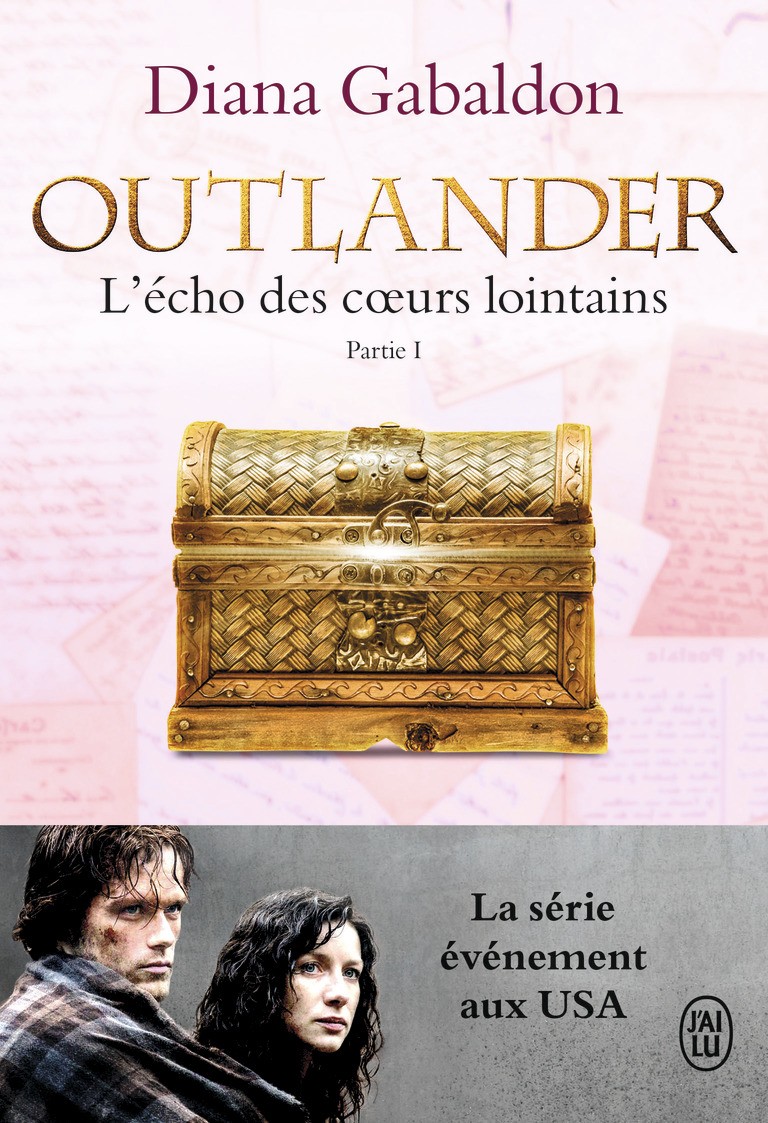 Diana Gabaldon
OUTLANDER
L'écho des cœurs lointains
Partie I
La série
événement
aux USA
J'AI
LU